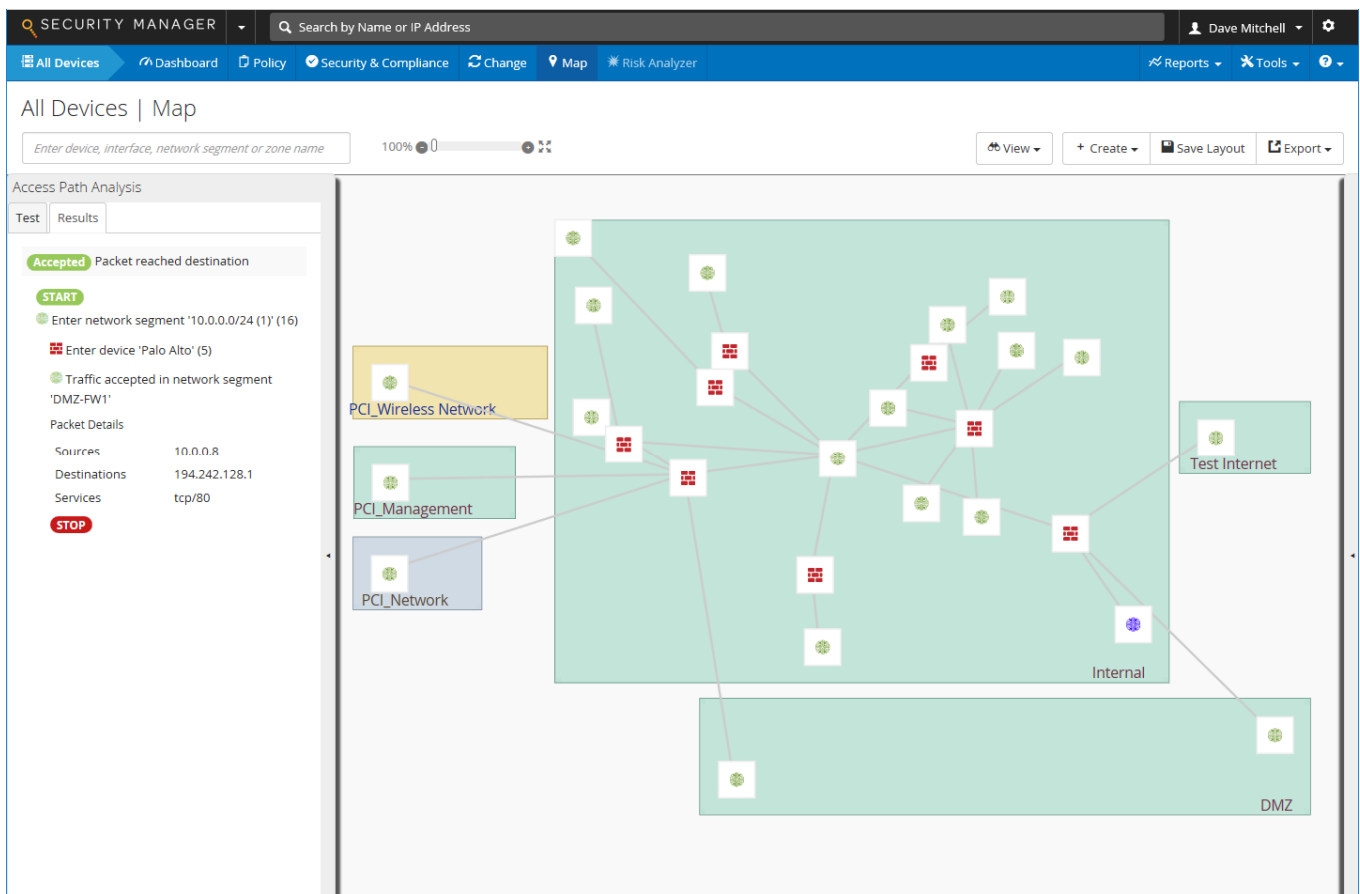 SECURITY MANAGER
Search by Name or IP Address
Dave Mitchell
All Devices
Dashboard
Policy
Security & Compliance
Change
Map
Risk Analyzer
Reports
Tools
?
All Devices | Map
Enter device, interface, network segment or zone name
100%
View
+ Create
Save Layout
Export
Access Path Analysis
Test
Results
Accepted Packet reached destination
START
Enter network segment '10.0.0.0/24 (1)' (16)
Enter device 'Palo Alto' (5)
Traffic accepted in network segment
'DMZ-FW1'
Packet Details
Sources 10.0.0.8
Destinations 194.242.128.1
Services tcp/80
STOP
PCI_Wireless Network
PCI_Management
PCI_Network
Test Internet
Internal
DMZ